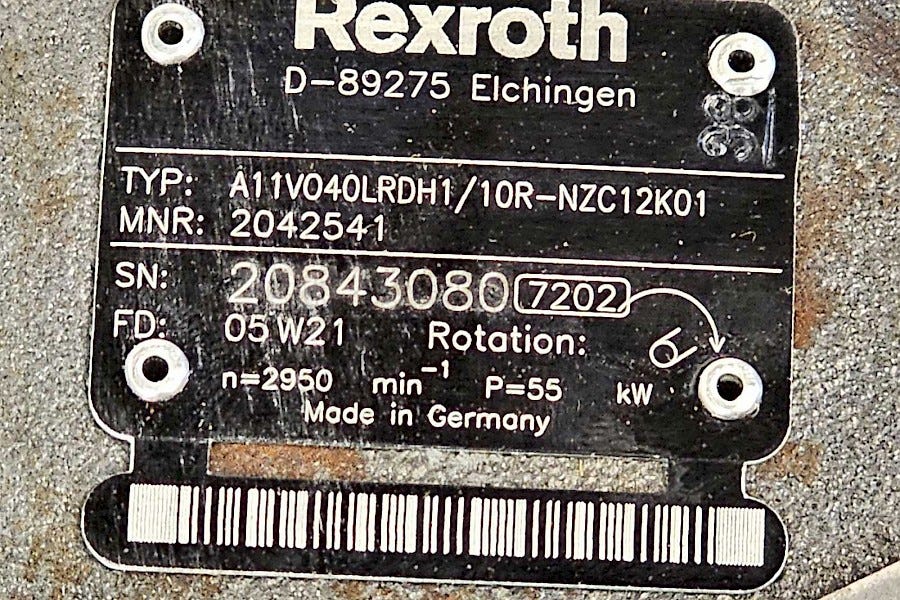 Rexroth
D-89275 Elchingen
TYP: A11VO40LRDH1/10R-NZC12K01
MNR: 2042541
SN: 20843080 7202
FD: 05W21 Rotation:
n=2950 min⁻¹ P=55 kW
Made in Germany